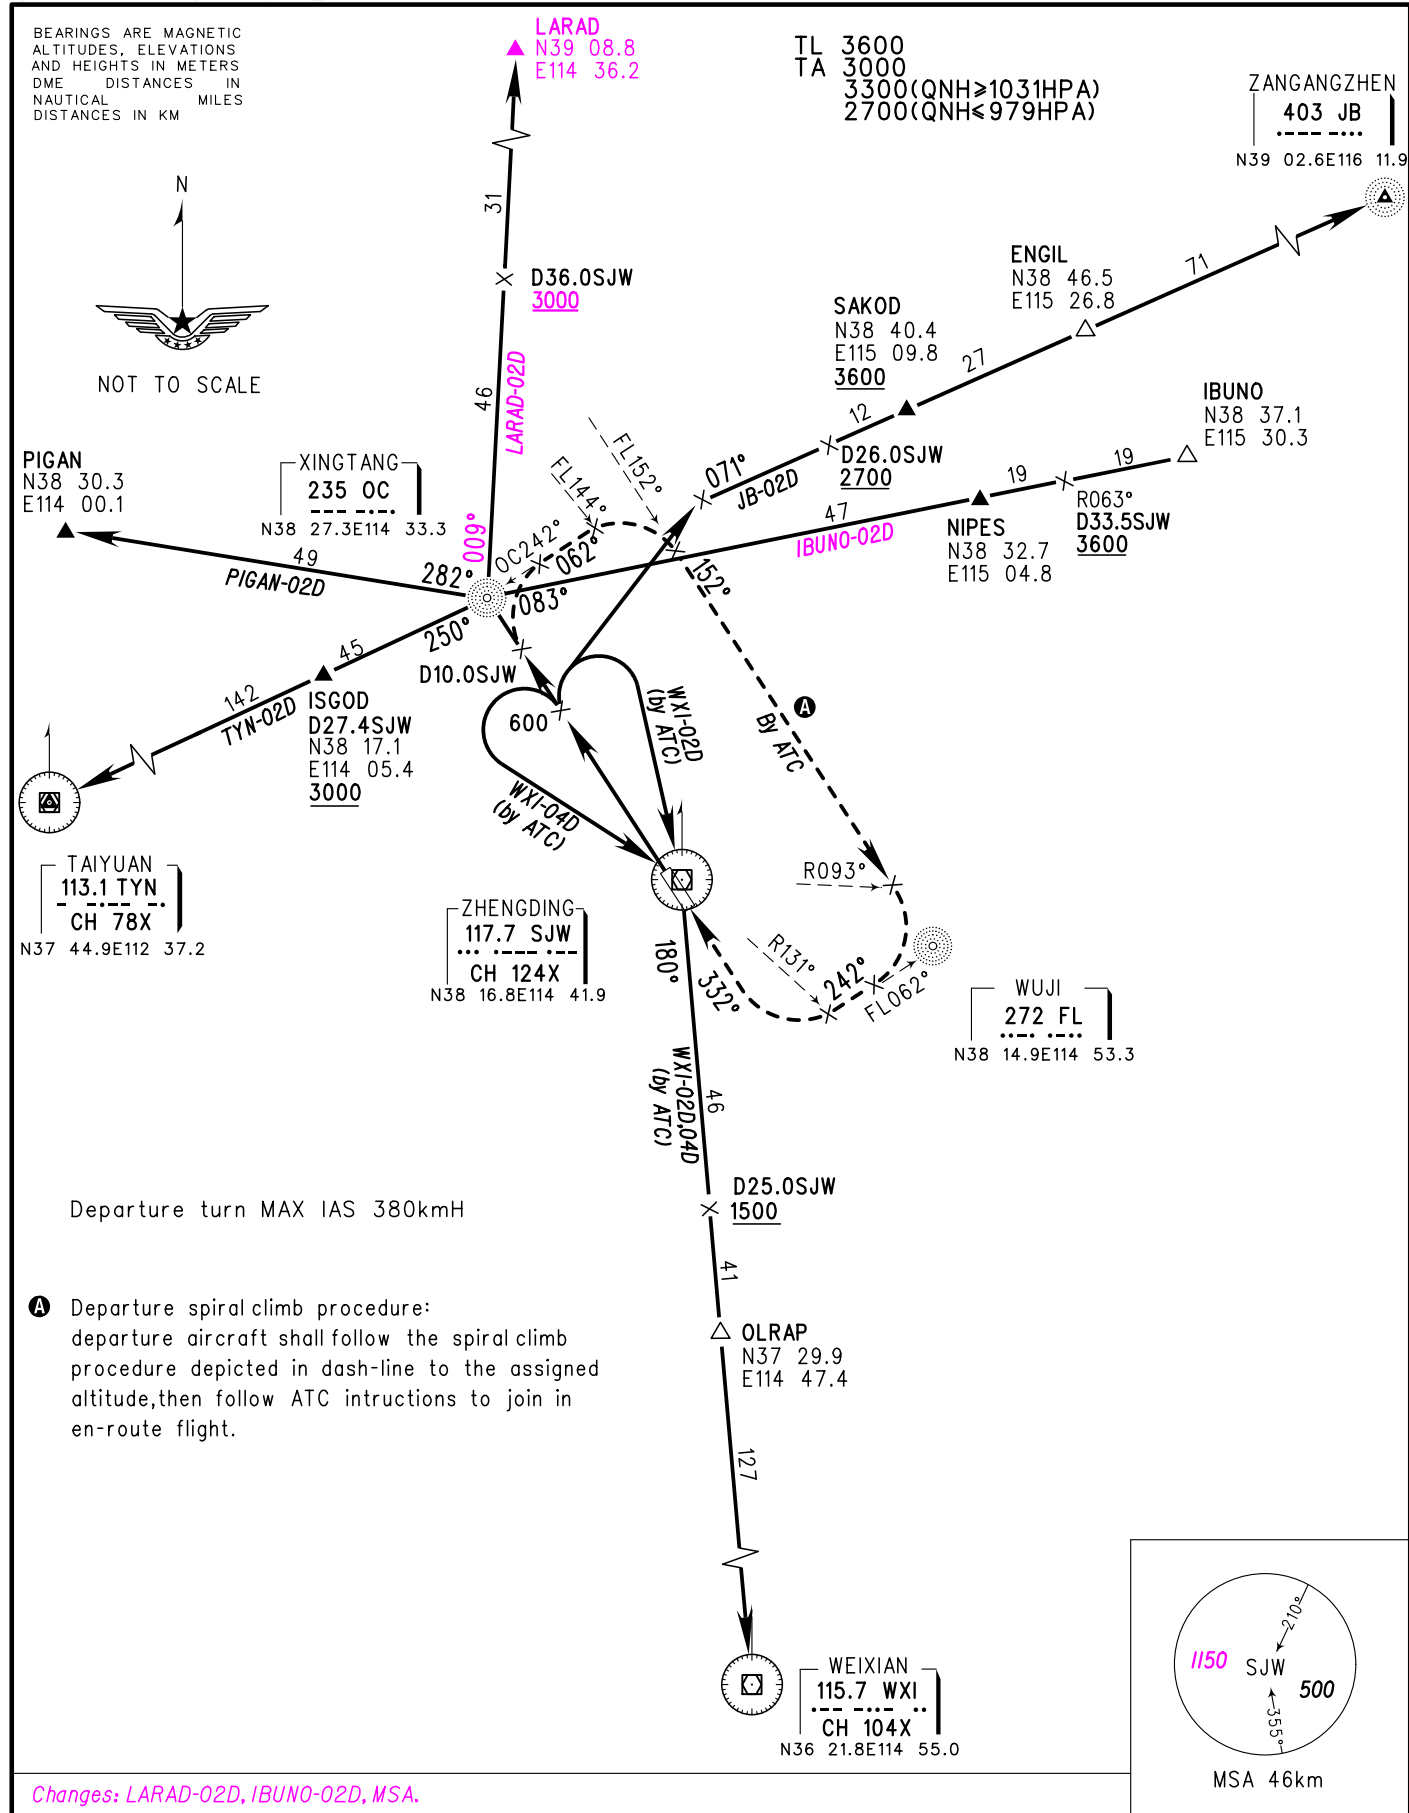 BEARINGS ARE MAGNETIC
ALTITUDES, ELEVATIONS
AND HEIGHTS IN METERS
DME DISTANCES IN
NAUTICAL MILES
DISTANCES IN KM
LARAD
N39 08.8
E114 36.2
TL 3600
TA 3000
3300(QNH≥1031HPA)
2700(QNH≤979HPA)
ZANGANGZHEN
403 JB
N39 02.6E116 11.9
N
NOT TO SCALE
31
D36.0SJW
3000
46
LARAD-02D
009°
ENGIL
N38 46.5
E115 26.8
71
SAKOD
N38 40.4
E115 09.8
3600
27
12
IBUNO
N38 37.1
E115 30.3
PIGAN
N38 30.3
E114 00.1
XINGTANG
235 OC
N38 27.3E114 33.3
FL144°
FL152°
071°
JB-02D
D26.0SJW
2700
19
19
R063°
D33.5SJW
3600
47
IBUNO-02D
NIPES
N38 32.7
E115 04.8
49
PIGAN-02D
282°
OC242°
062°
083°
152°
250°
45
142
TYN-02D
D10.0SJW
ISGOD
D27.4SJW
N38 17.1
E114 05.4
3000
600
WXI-02D
(by ATC)
WXI-04D
(by ATC)
A
By ATC
TAIYUAN
113.1 TYN
CH 78X
N37 44.9E112 37.2
ZHENGDING
117.7 SJW
CH 124X
N38 16.8E114 41.9
R093°
R131°
242°
FL062°
180°
332°
WUJI
272 FL
N38 14.9E114 53.3
WXI-02D,04D
(by ATC)
46
D25.0SJW
1500
41
OLRAP
N37 29.9
E114 47.4
127
Departure turn MAX IAS 380kmH
A Departure spiral climb procedure:
departure aircraft shall follow the spiral climb
procedure depicted in dash-line to the assigned
altitude,then follow ATC intructions to join in
en-route flight.
WEIXIAN
115.7 WXI
CH 104X
N36 21.8E114 55.0
210°
1150
SJW
500
355°
MSA 46km
Changes: LARAD-02D, IBUNO-02D, MSA.